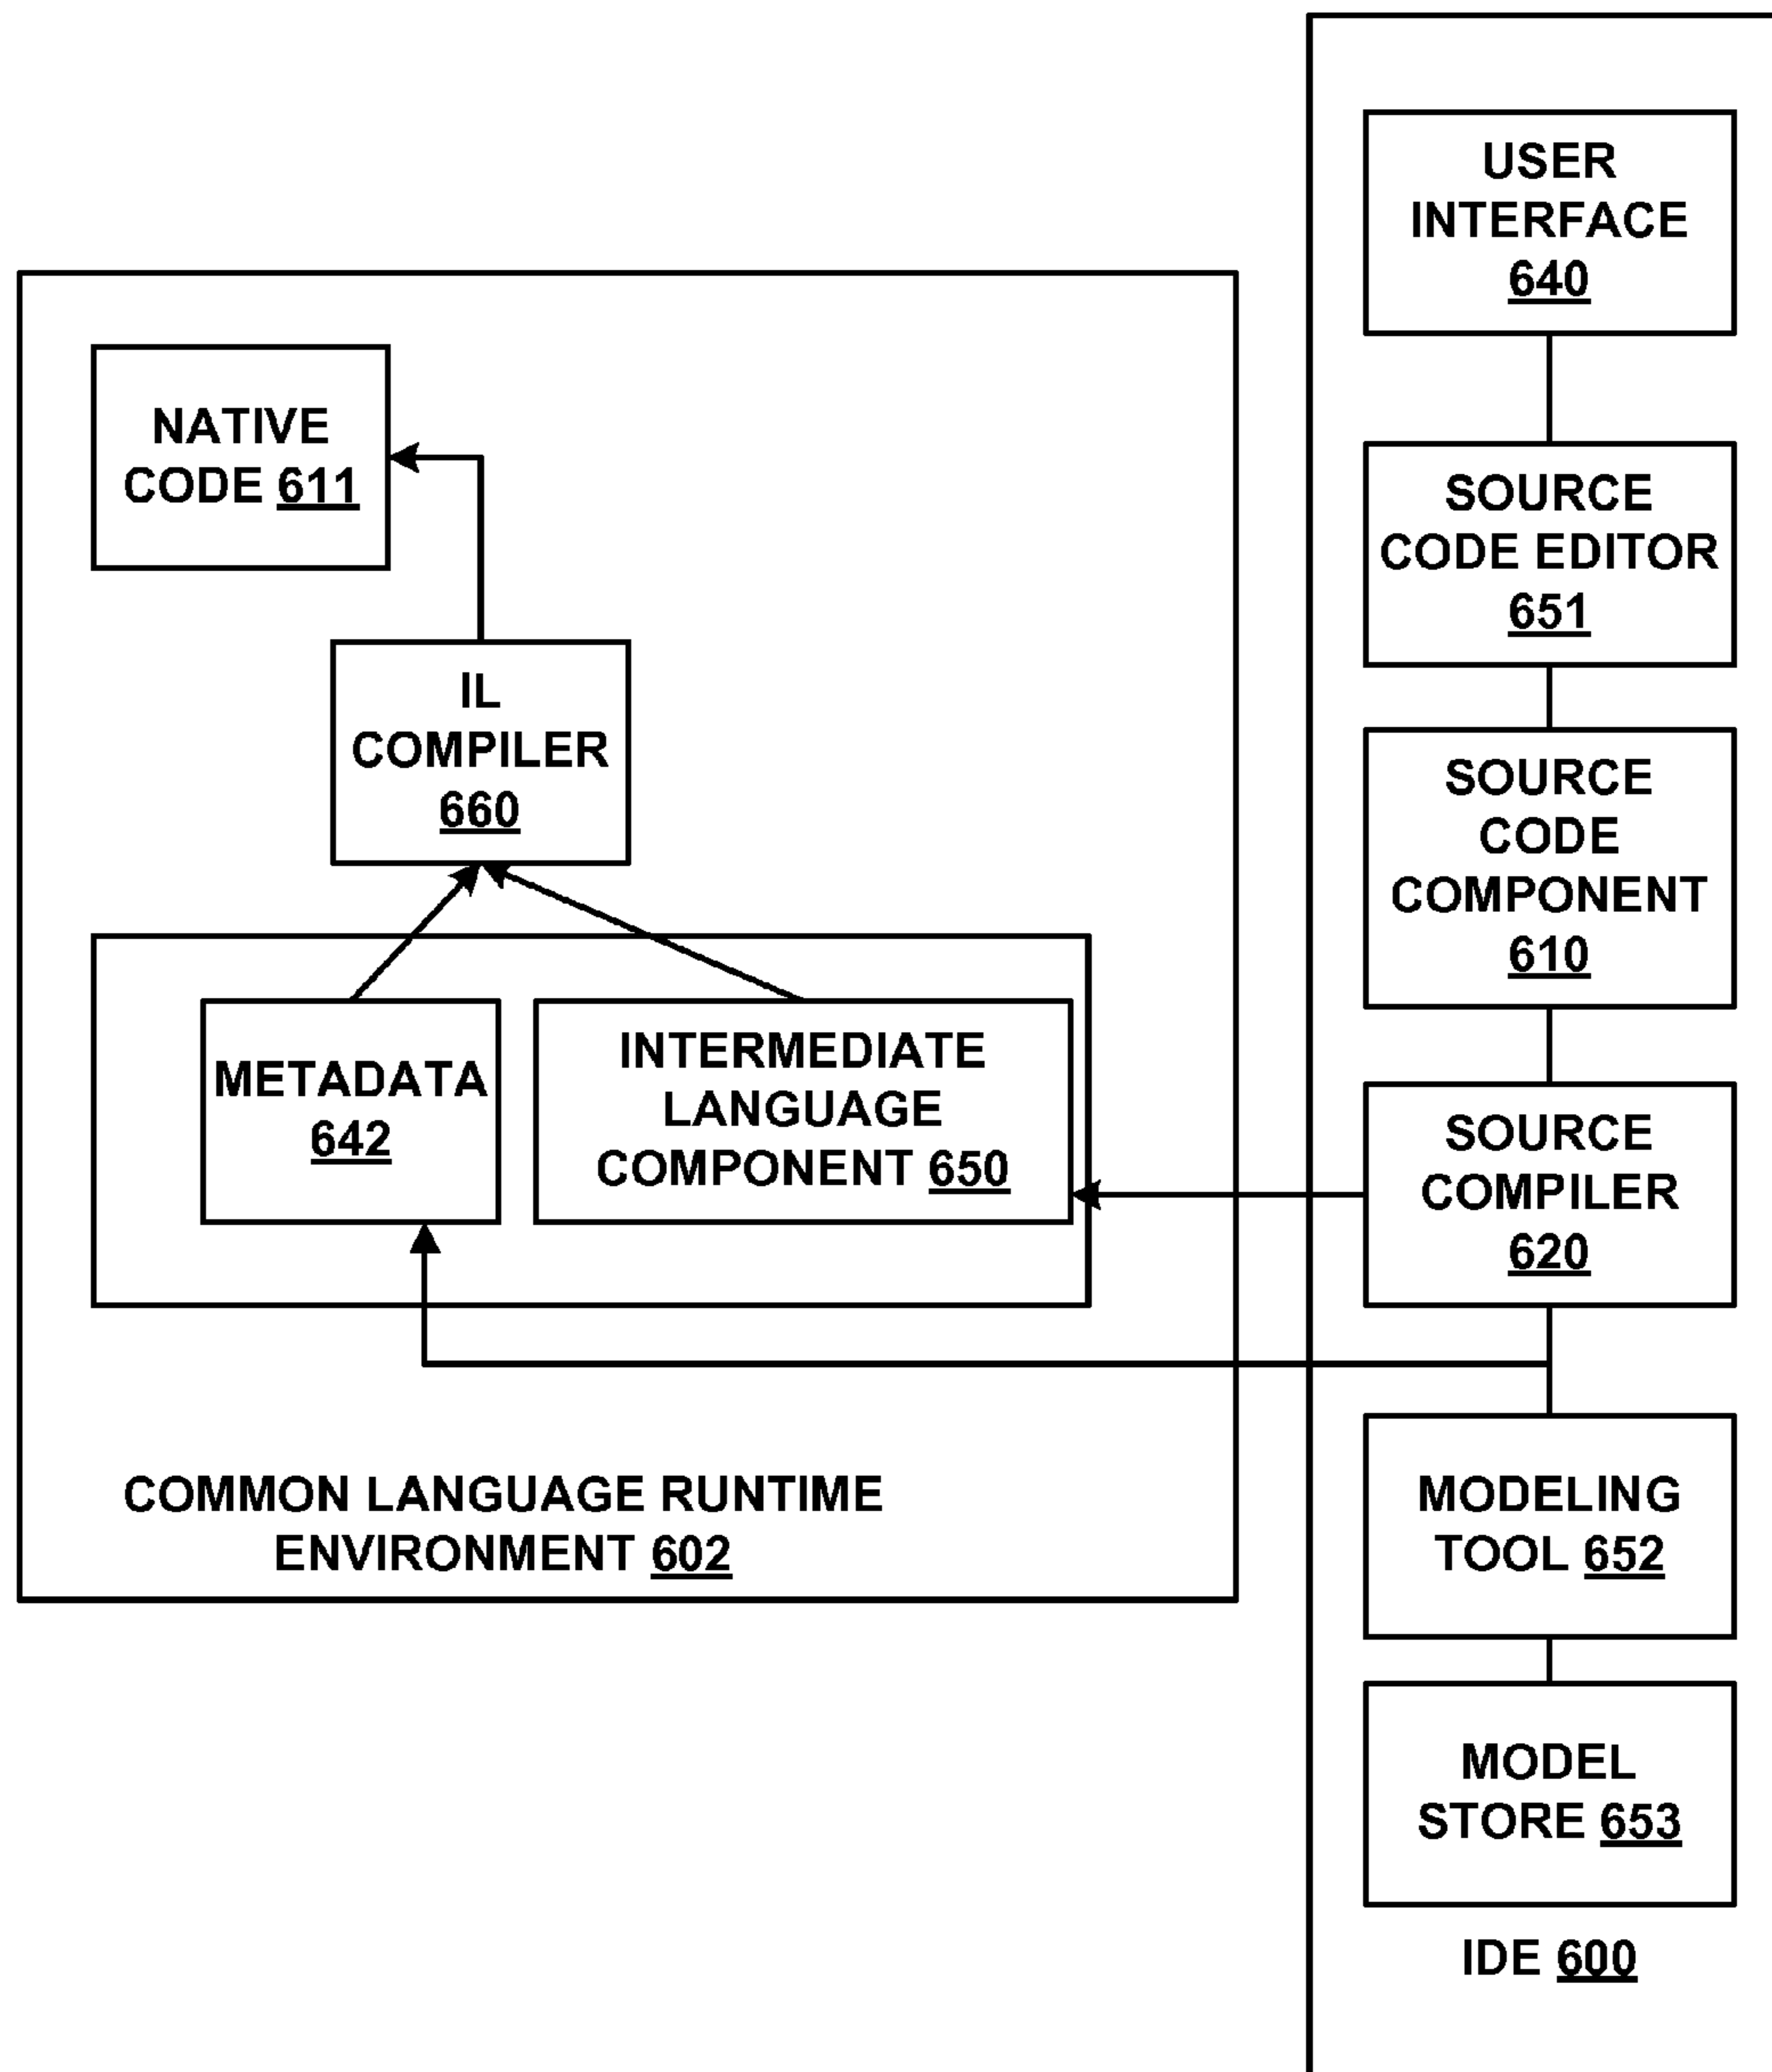 USER
INTERFACE
640
NATIVE
CODE 611
SOURCE
CODE EDITOR
651
IL
COMPILER
660
SOURCE
CODE
COMPONENT
610
METADATA
642
INTERMEDIATE
LANGUAGE
COMPONENT 650
SOURCE
COMPILER
620
COMMON LANGUAGE RUNTIME
ENVIRONMENT 602
MODELING
TOOL 652
MODEL
STORE 653
IDE 600